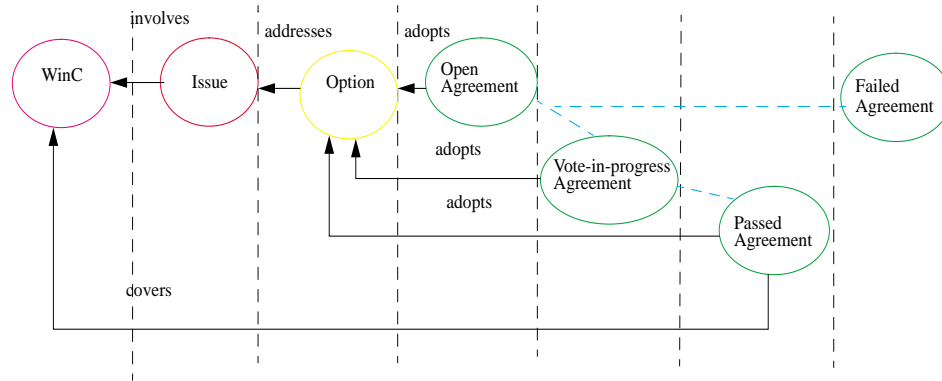 involves
addresses
adopts
WinC
Issue
Option
Open
Agreement
Failed
Agreement
adopts
Vote-in-progress
Agreement
adopts
Passed
Agreement
covers